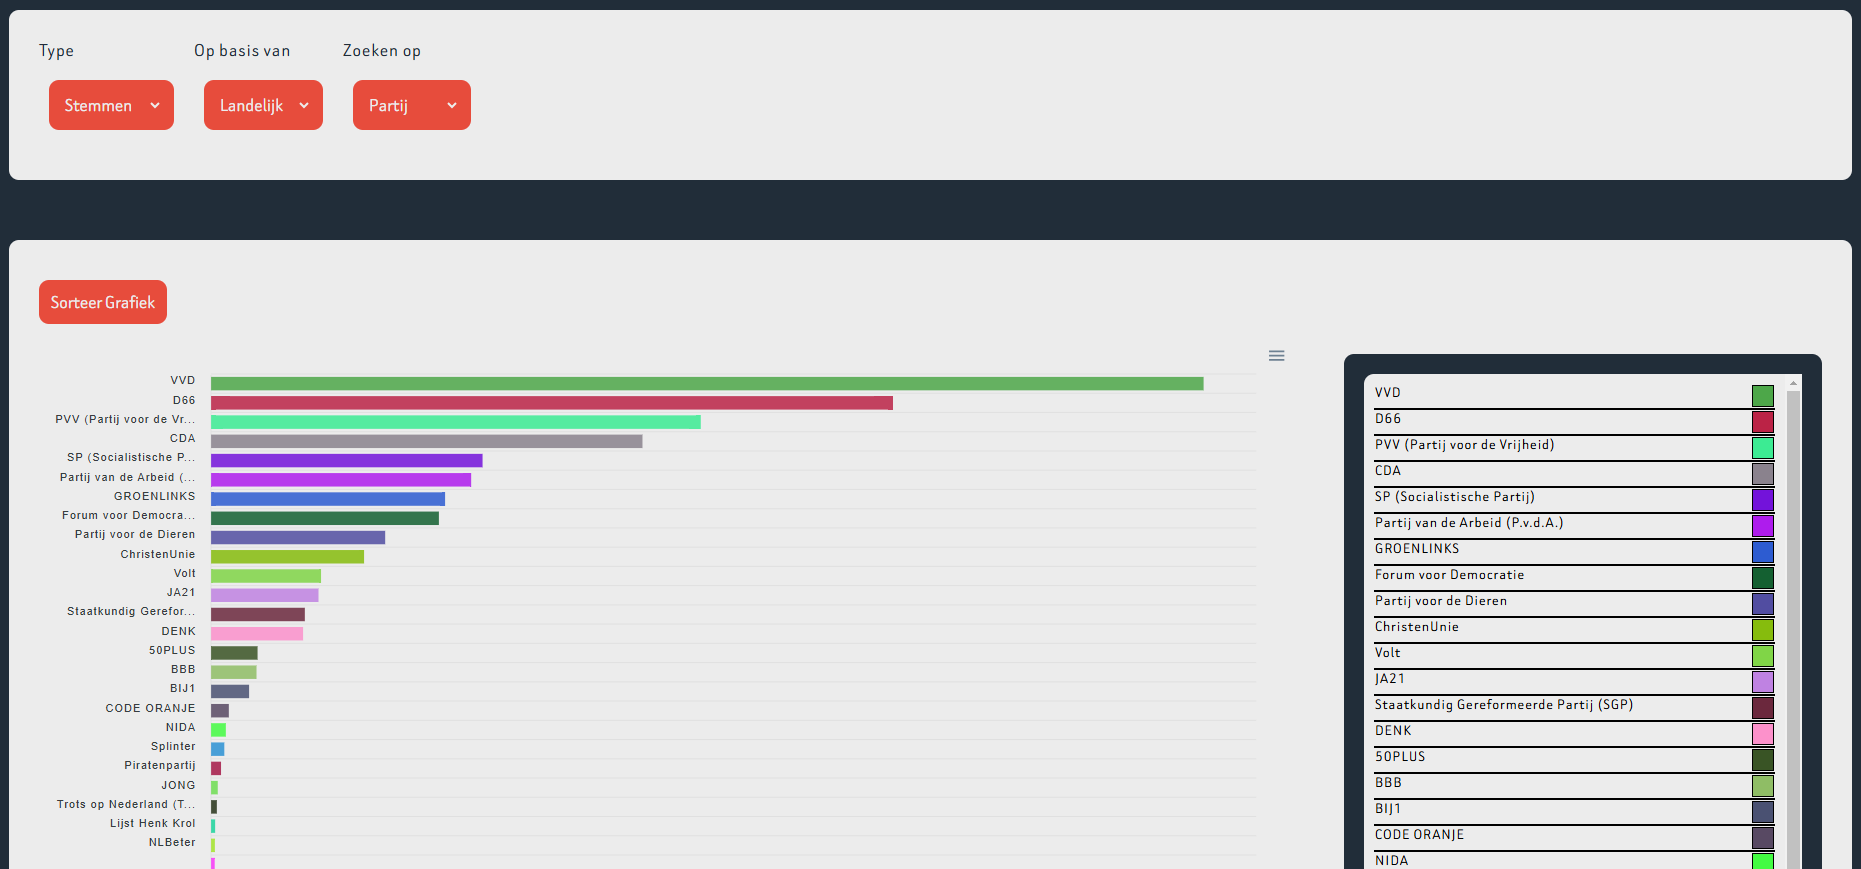 Type
Op basis van
Zoeken op
Stemmen
Landelijk
Partij
Sorteer Grafiek
VVD
D66
PVV (Partij voor de Vr...
CDA
SP (Socialistische P...
Partij van de Arbeid (...
GROENLINKS
Forum voor Democra...
Partij voor de Dieren
ChristenUnie
Volt
JA21
Staatkundig Gerefor...
DENK
50PLUS
BBB
BIJ1
CODE ORANJE
NIDA
Splinter
Piratenpartij
JONG
Trots op Nederland (T...
Lijst Henk Krol
NLBeter
VVD
D66
PVV (Partij voor de Vrijheid)
CDA
SP (Socialistische Partij)
Partij van de Arbeid (P.v.d.A.)
GROENLINKS
Forum voor Democratie
Partij voor de Dieren
ChristenUnie
Volt
JA21
Staatkundig Gereformeerde Partij (SGP)
DENK
50PLUS
BBB
BIJ1
CODE ORANJE
NIDA